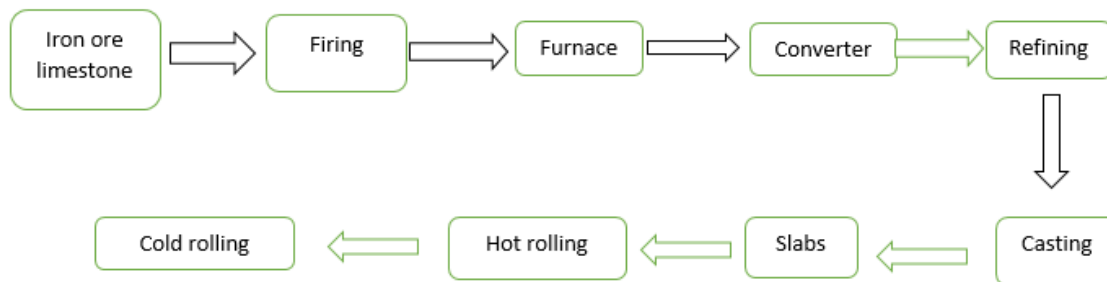 Iron ore
limestone
Firing
Furnace
Converter
Refining
Casting
Slabs
Hot rolling
Cold rolling